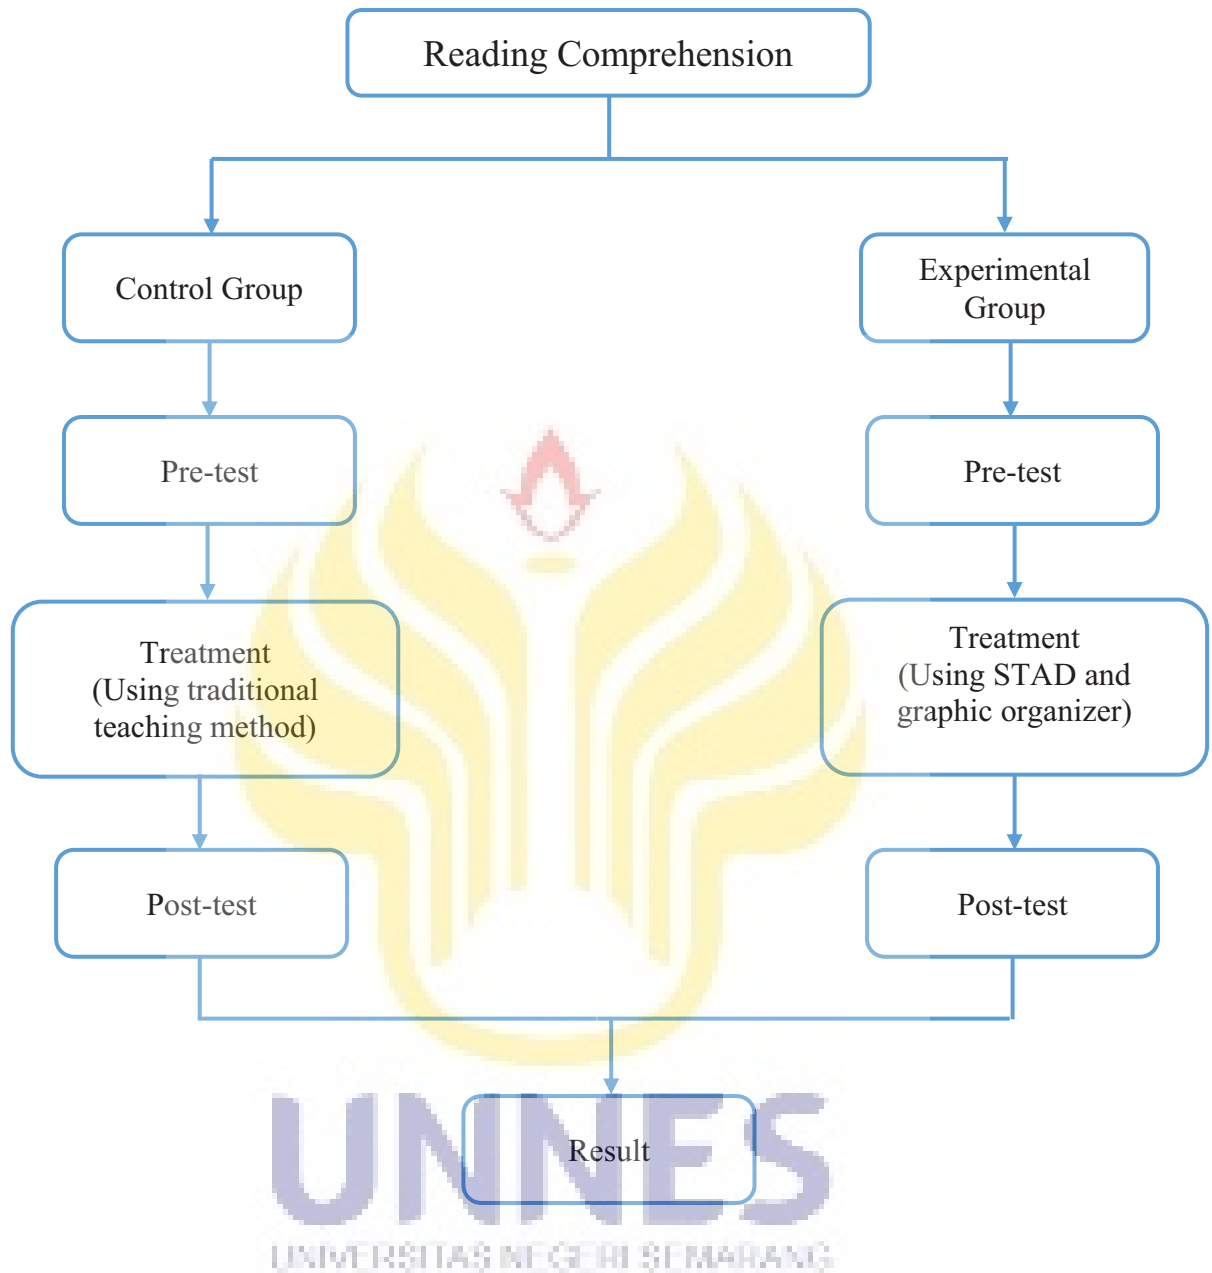 Reading Comprehension
Control Group
Experimental
Group
Pre-test
Pre-test
Treatment
(Using traditional
teaching method)
Treatment
(Using STAD and
graphic organizer)
Post-test
Post-test
Result
UNNES
UNIVERSITAS NEGERI SEMARANG